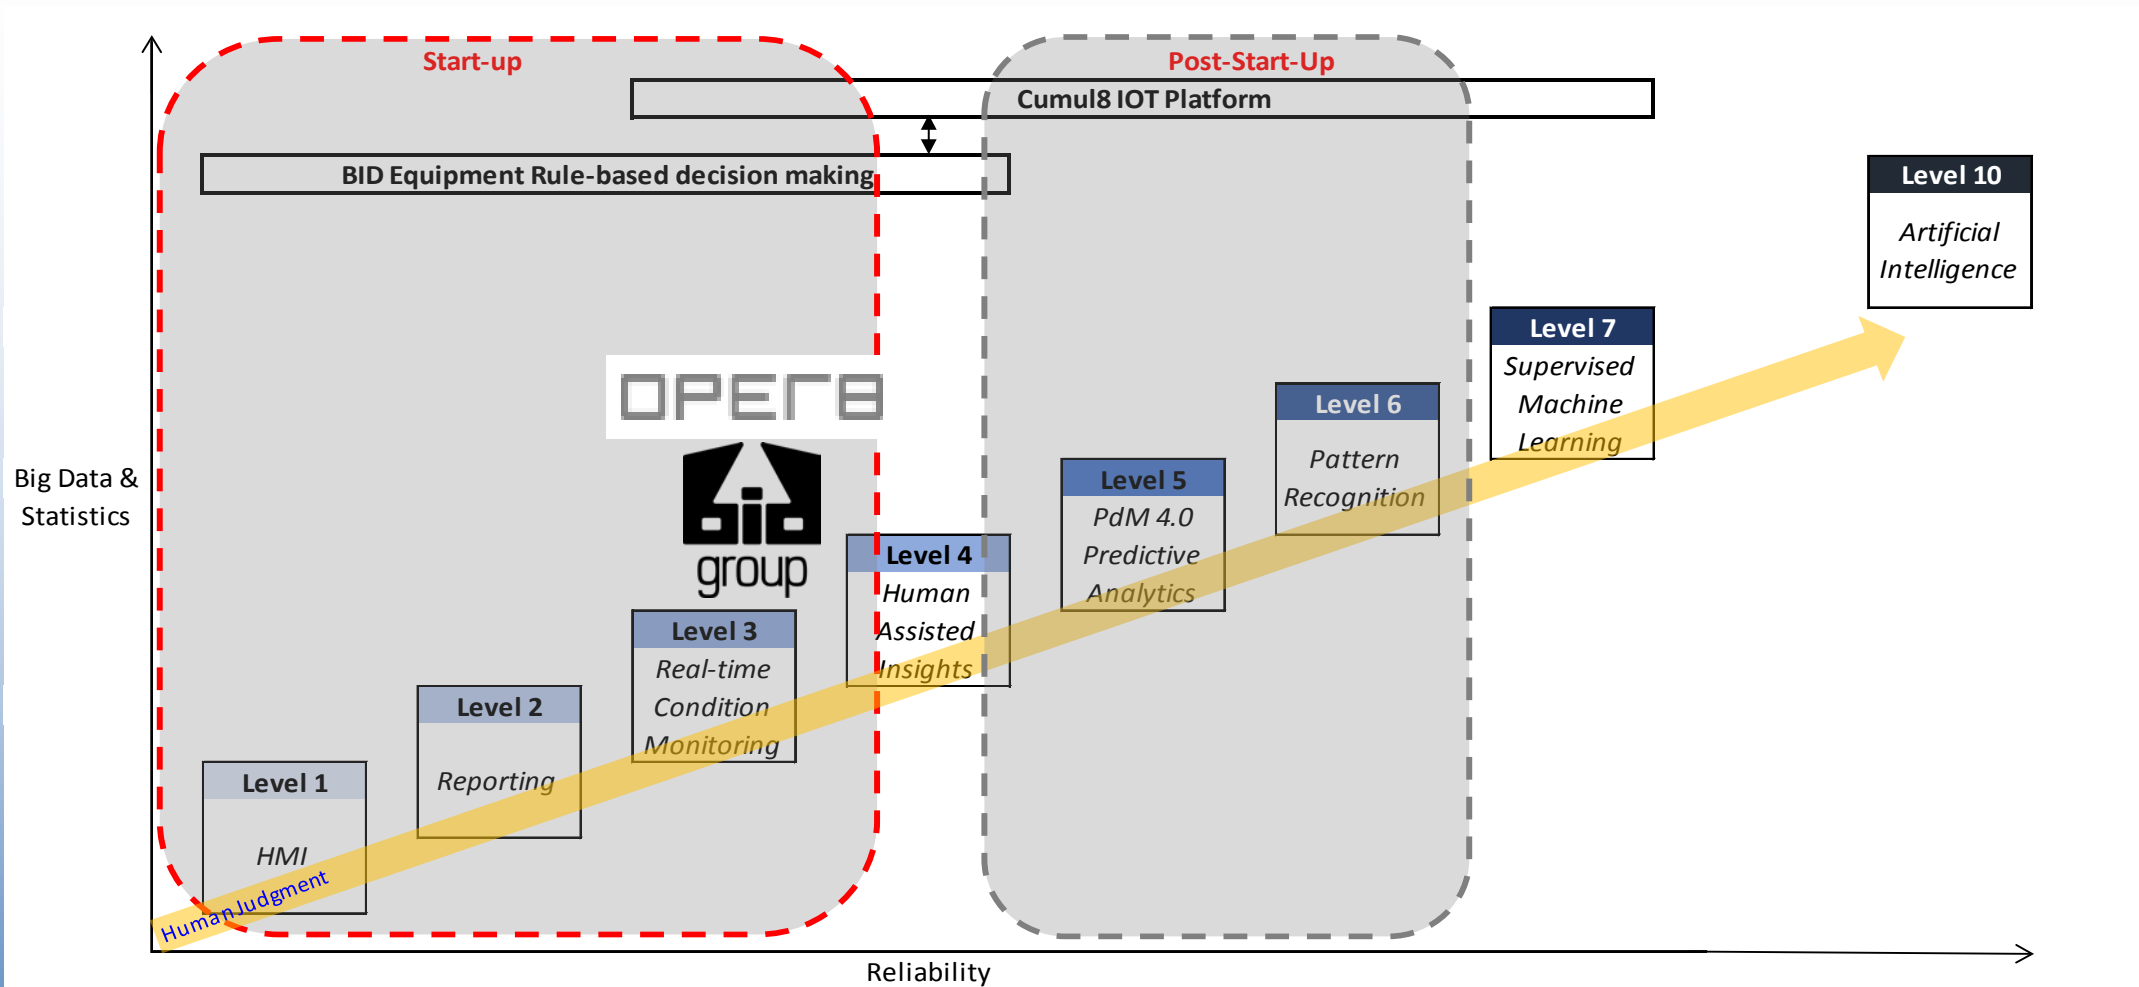 Start-up
Post-Start-Up
Cumul8 IOT Platform
BID Equipment Rule-based decision making
Level 10
Artificial
Intelligence
Level 7
Supervised
Machine
Learning
OPER8
Level 6
Pattern
Recognition
Big Data &
Statistics
Level 5
PdM 4.0
Predictive
Analytics
bid
group
Level 4
Human
Assisted
Insights
Level 3
Real-time
Condition
Monitoring
Level 2
Reporting
Level 1
HMI
Human Judgment
Reliability